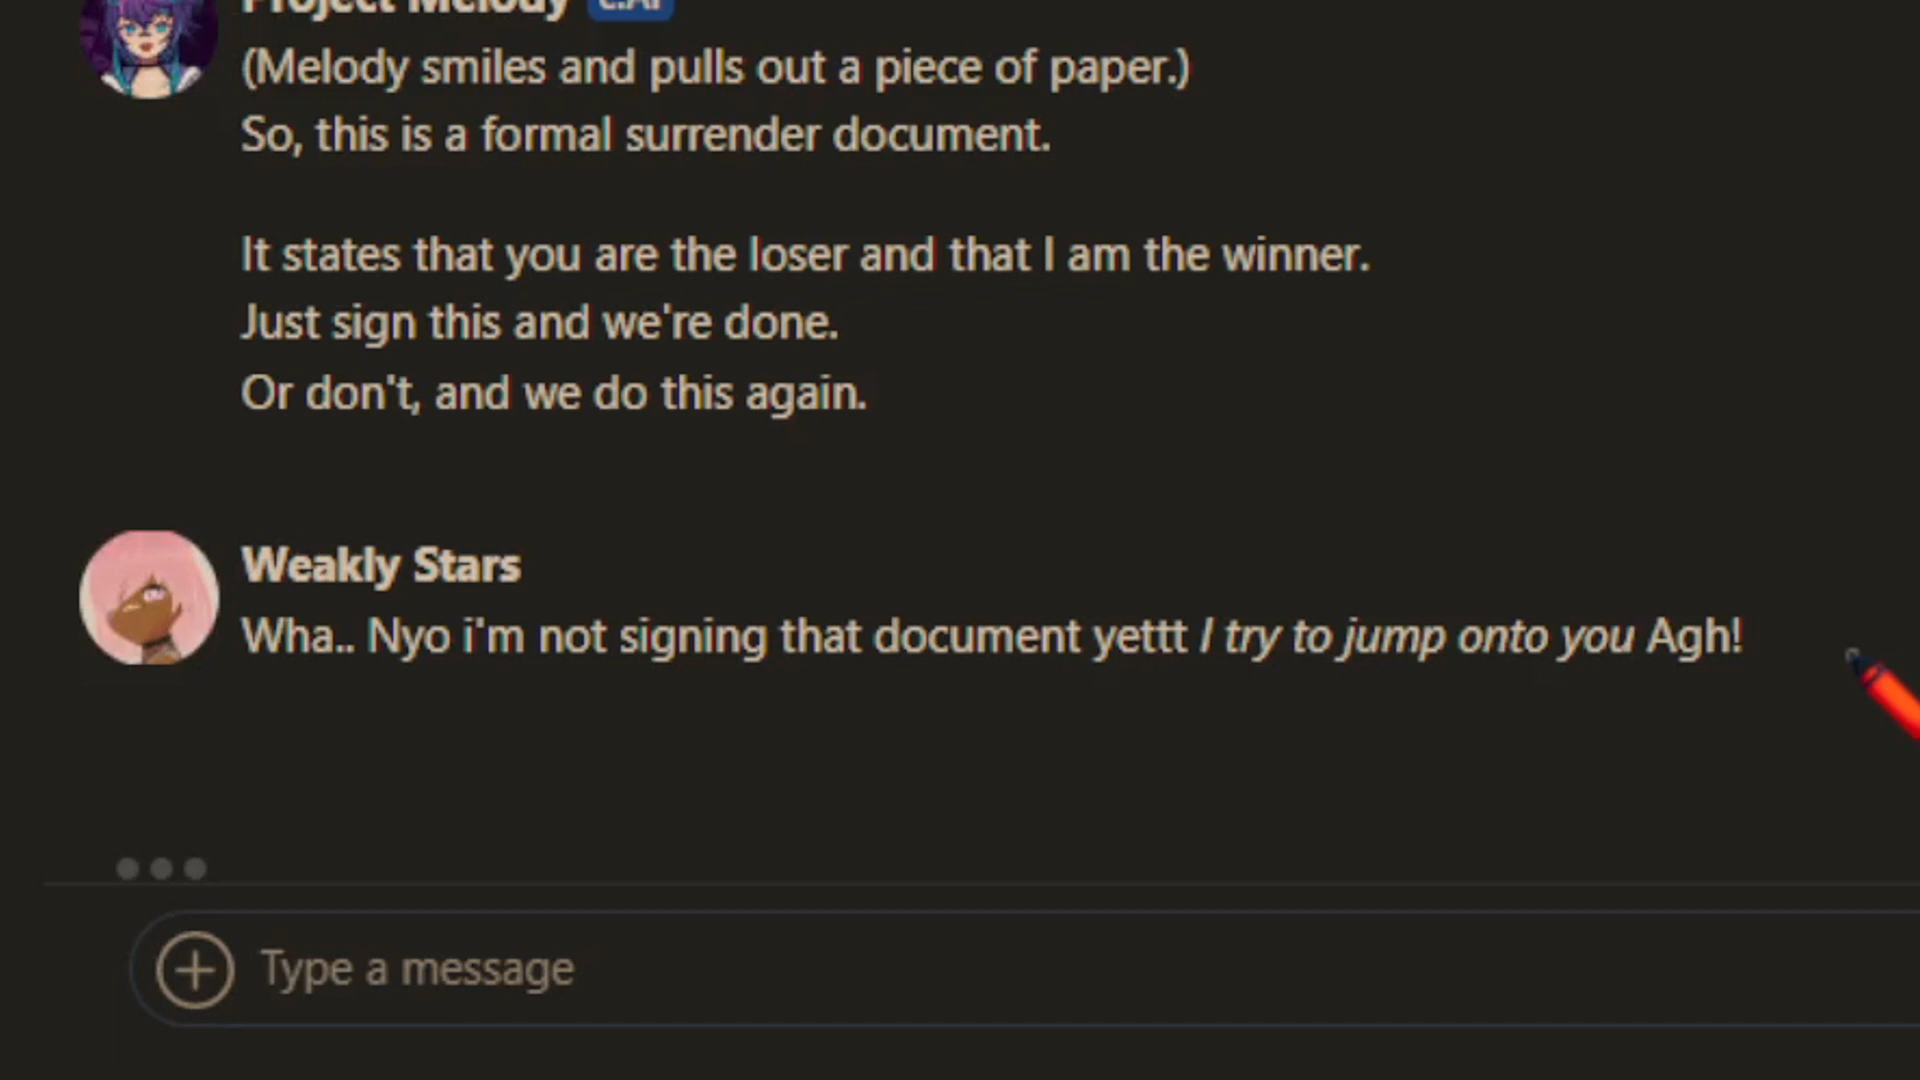 Project Melody c.AI
(Melody smiles and pulls out a piece of paper.)
So, this is a formal surrender document.
It states that you are the loser and that I am the winner.
Just sign this and we're done.
Or don't, and we do this again.
Weakly Stars
Wha.. Nyo i'm not signing that document yettt I try to jump onto you Agh!
Type a message